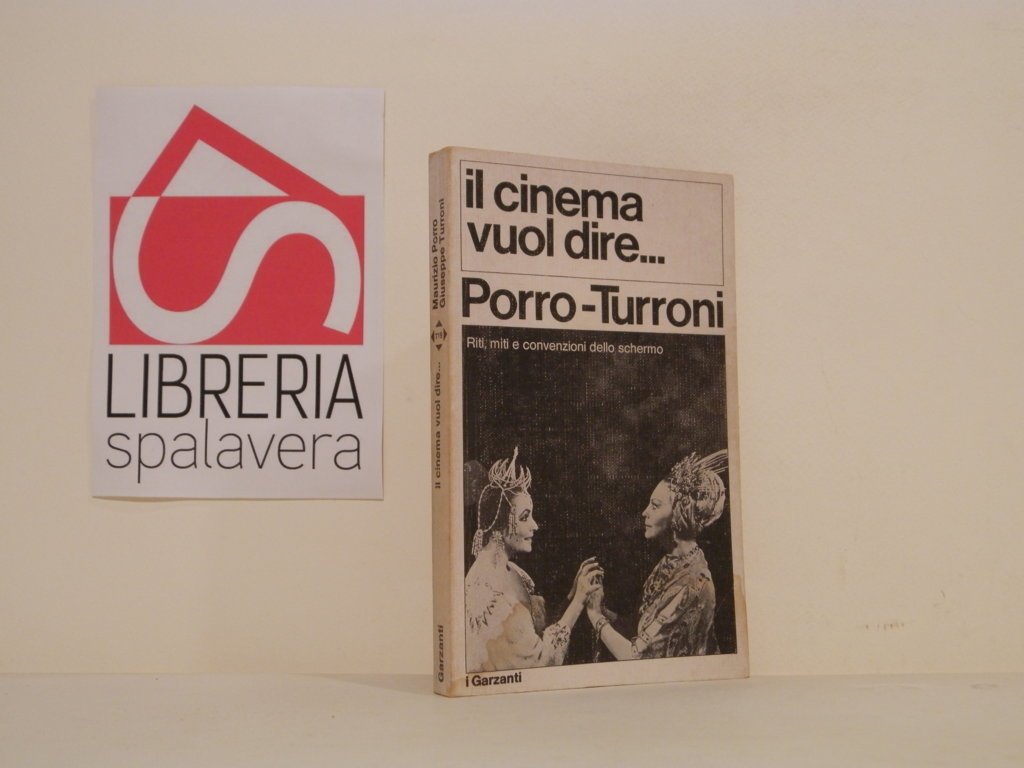 LIBRERIA
spalavera
il cinema
vuol dire...
Porro-Turroni
Riti, miti e convenzioni dello schermo
i Garzanti
Maurizio Porro
Giuseppe Turroni
il cinema vuol dire...
Garzanti